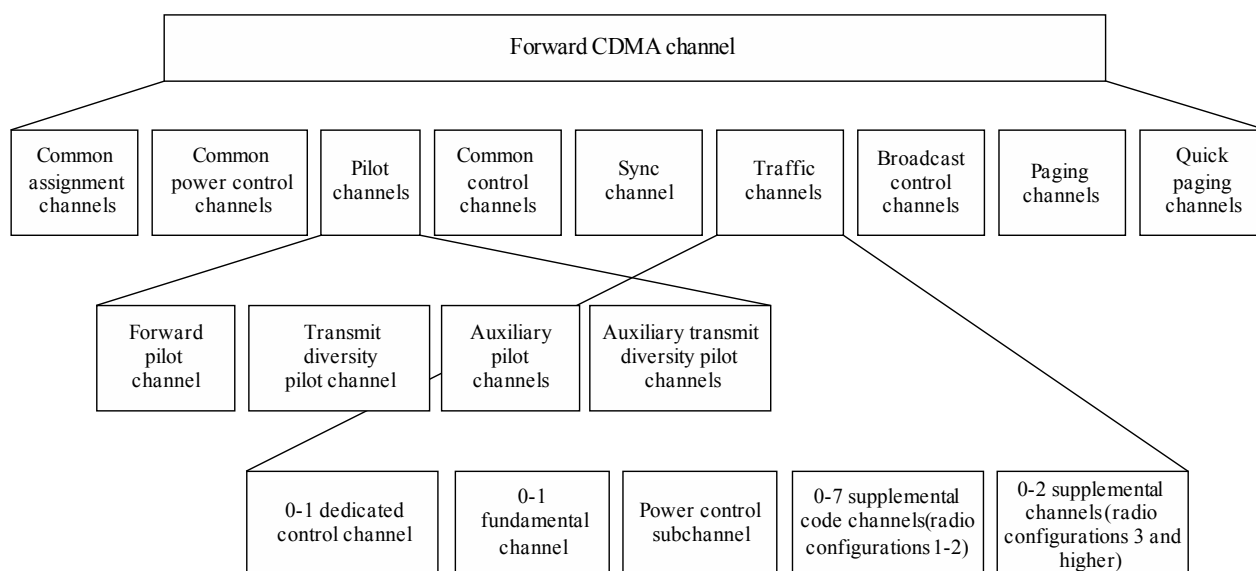 Forward CDMA channel
Common
assignment
channels
Common
power control
channels
Pilot
channels
Common
control
channels
Sync
channel
Traffic
channels
Broadcast
control
channels
Paging
channels
Quick
paging
channels
Forward
pilot
channel
Transmit
diversity
pilot channel
Auxiliary
pilot
channels
Auxiliary transmit
diversity pilot
channels
0-1 dedicated
control channel
0-1
fundamental
channel
Power control
subchannel
0-7 supplemental
code channels(radio
configurations 1-2)
0-2 supplemental
channels(radio
configurations 3 and
higher)